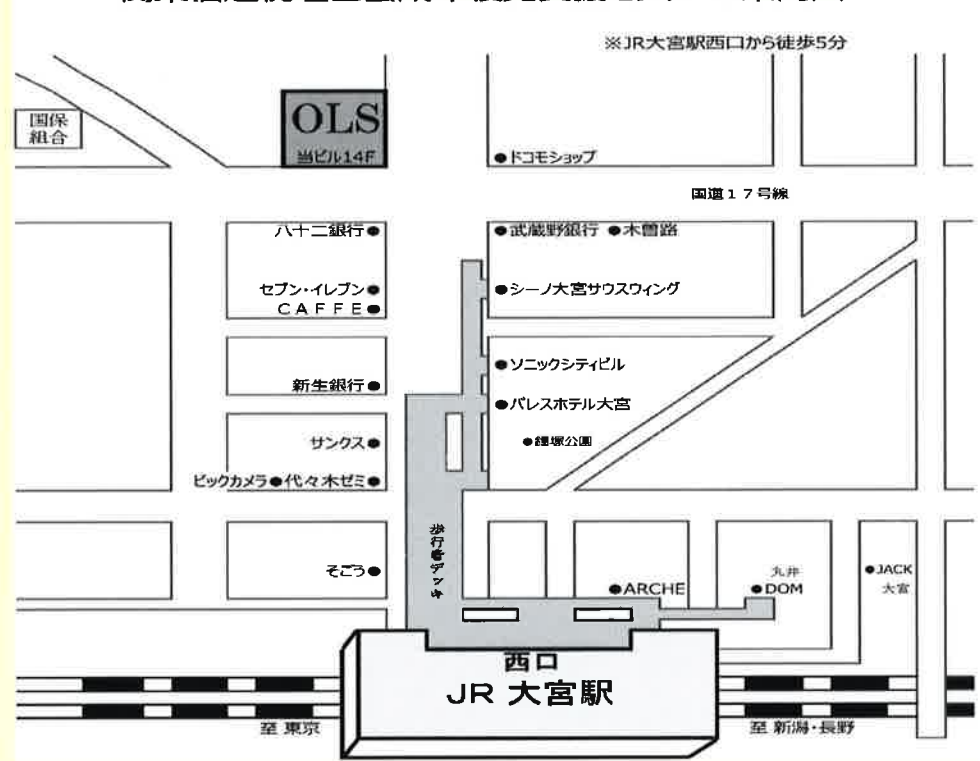 ※JR大宮駅西口から徒歩5分
国保
組合
OLS
当ビル14F
●ドコモショップ
国道17号線
八十二銀行●
●武蔵野銀行 ●木曽路
セブン・イレブン●
●シーノ大宮サウスウィング
CAFFE●
●ソニックシティビル
新生銀行●
●パレスホテル大宮
サンクス●
●鐘塚公園
ビックカメラ●代々木ゼミ●
歩行者デッキ
そごう●
●ARCHE
丸井
●DOM
●JACK
大宮
西口
JR 大宮駅
至 東京
至 新潟・長野